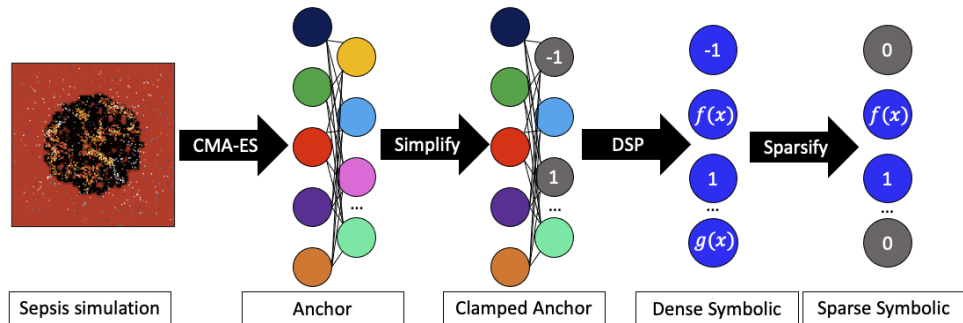 -1
-1
0
f(x)
f(x)
CMA-ES
Simplify
DSP
Sparsify
1
1
1
...
...
...
...
g(x)
0
Sepsis simulation
Anchor
Clamped Anchor
Dense Symbolic
Sparse Symbolic